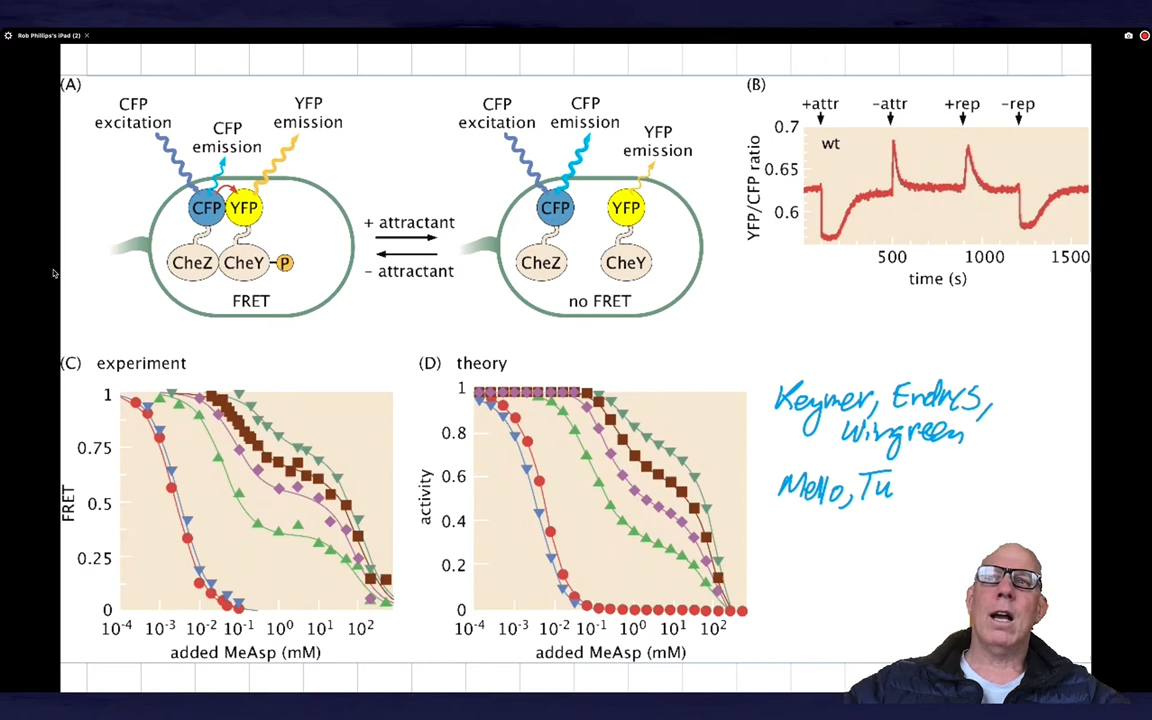 Rob Phillips's iPad (2)
(A)
CFP
excitation
CFP
emission
YFP
emission
CFP
YFP
CheZ
CheY
P
FRET
+ attractant
– attractant
CFP
excitation
CFP
emission
YFP
emission
CFP
YFP
CheZ
CheY
no FRET
(B)
+attr
–attr
+rep
–rep
wt
YFP/CFP ratio
0.7
0.65
0.6
500
1000
1500
time (s)
(C) experiment
FRET
1
0.75
0.5
0.25
0
10-4
10-3
10-2
10-1
100
101
102
added MeAsp (mM)
(D) theory
activity
1
0.8
0.6
0.4
0.2
0
10-4
10-3
10-2
10-1
100
101
102
added MeAsp (mM)
Keymer, Endres,
Wingreen
Mello, Tu